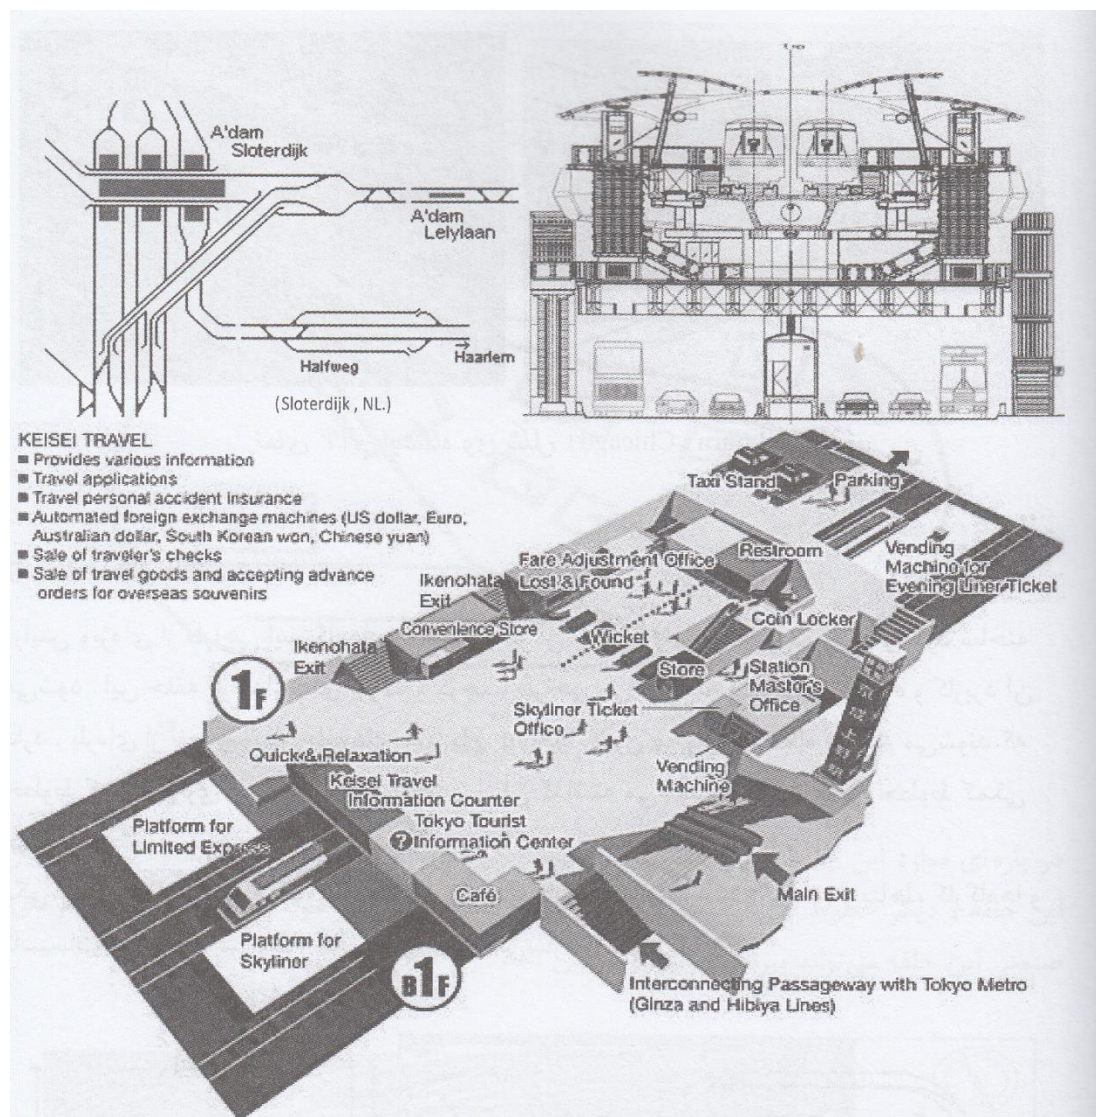 A'dam
Sloterdijk
A'dam
Lelylaan
Halfweg
Haarlem
(Sloterdijk , NL.)
KEISEI TRAVEL
■ Provides various information
■ Travel applications
■ Travel personal accident insurance
■ Automated foreign exchange machines (US dollar, Euro,
Australian dollar, South Korean won, Chinese yuan)
■ Sale of traveler's checks
■ Sale of travel goods and accepting advance
orders for overseas souvenirs
Taxi Stand
Parking
Vending
Machine for
Evening Liner Ticket
Restroom
Fare Adjustment Office
Lost & Found
Ikenohata
Exit
Convenience Store
Wicket
Coin Locker
Ikenohata
Exit
Store
Station
Master's
Office
1F
Skyliner Ticket
Office
Quick & Relaxation
Vending
Machine
Keisei Travel
Information Counter
Tokyo Tourist
? Information Center
Platform for
Limited Express
Café
Main Exit
Platform for
Skyliner
B1F
Interconnecting Passageway with Tokyo Metro
(Ginza and Hibiya Lines)